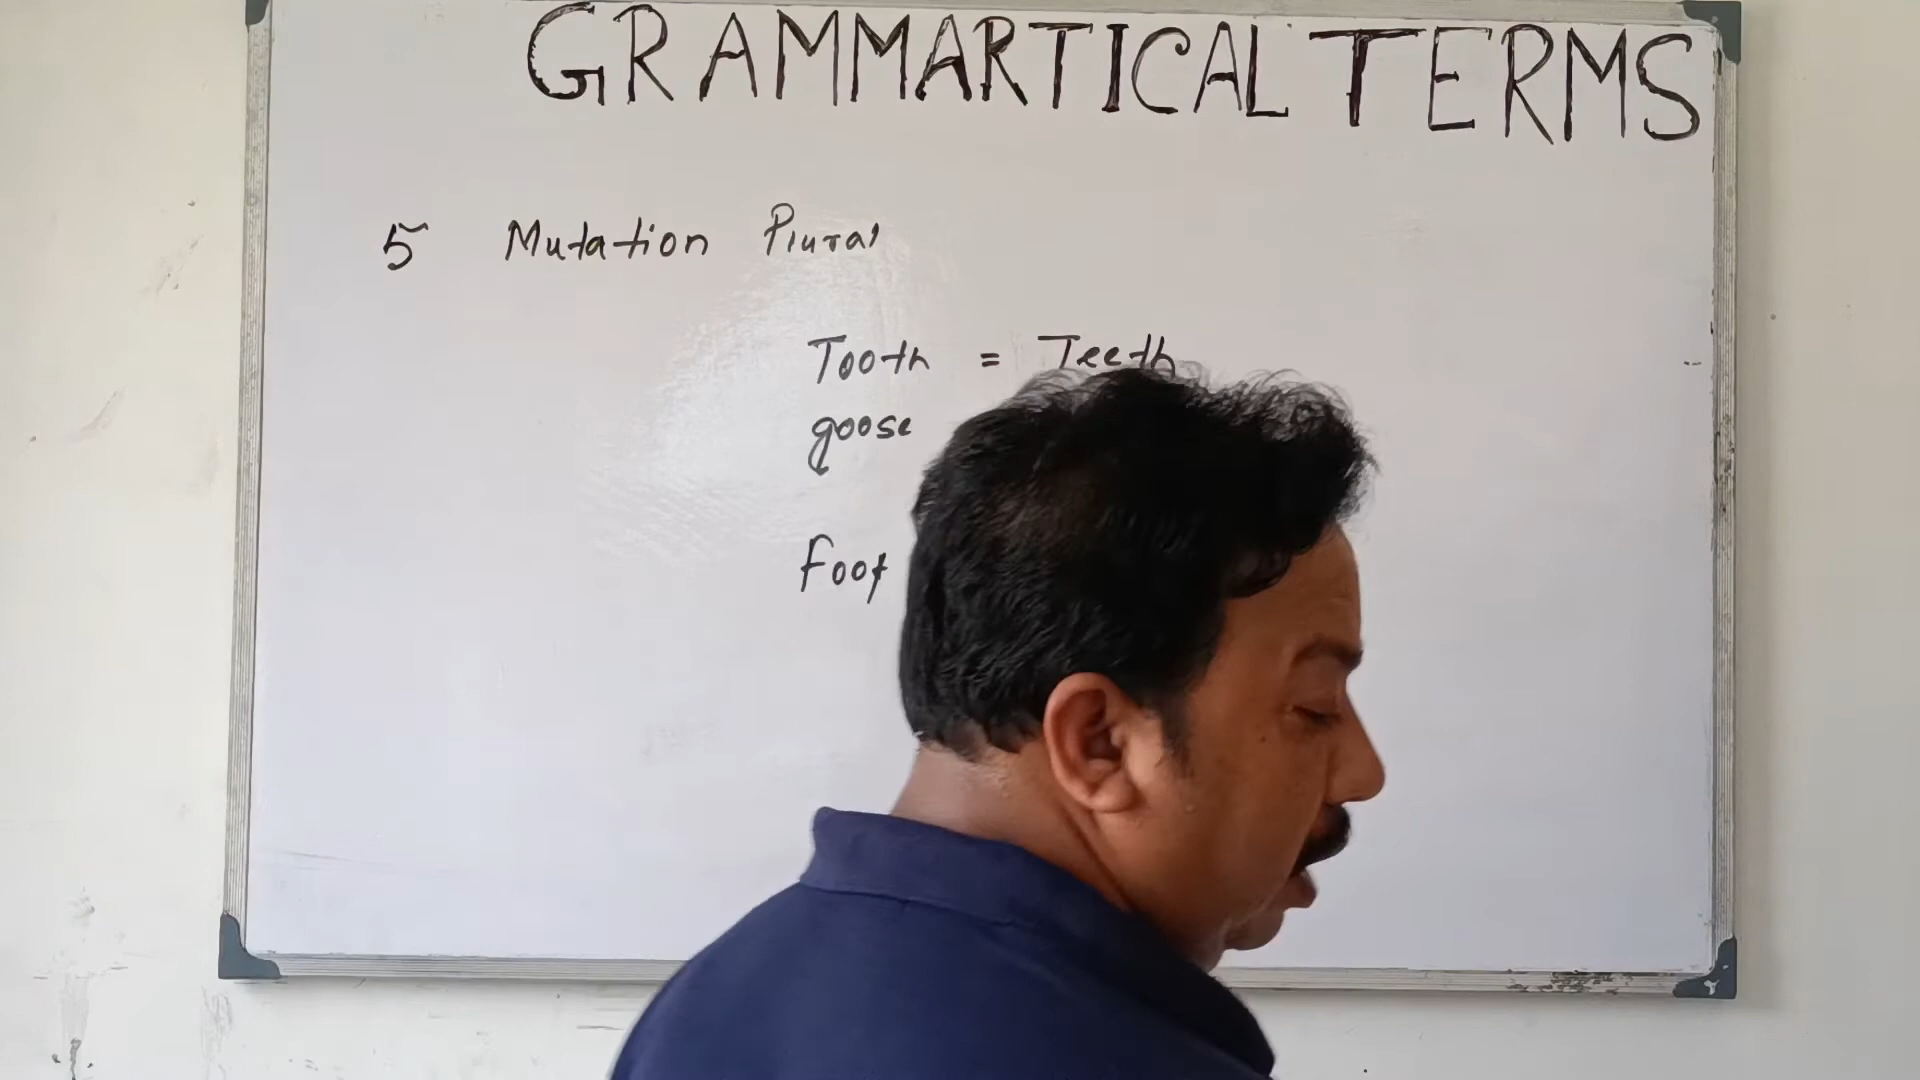 GRAMMARTICAL TERMS
5 Mutation Plural
Tooth = Teeth
goose
Foot